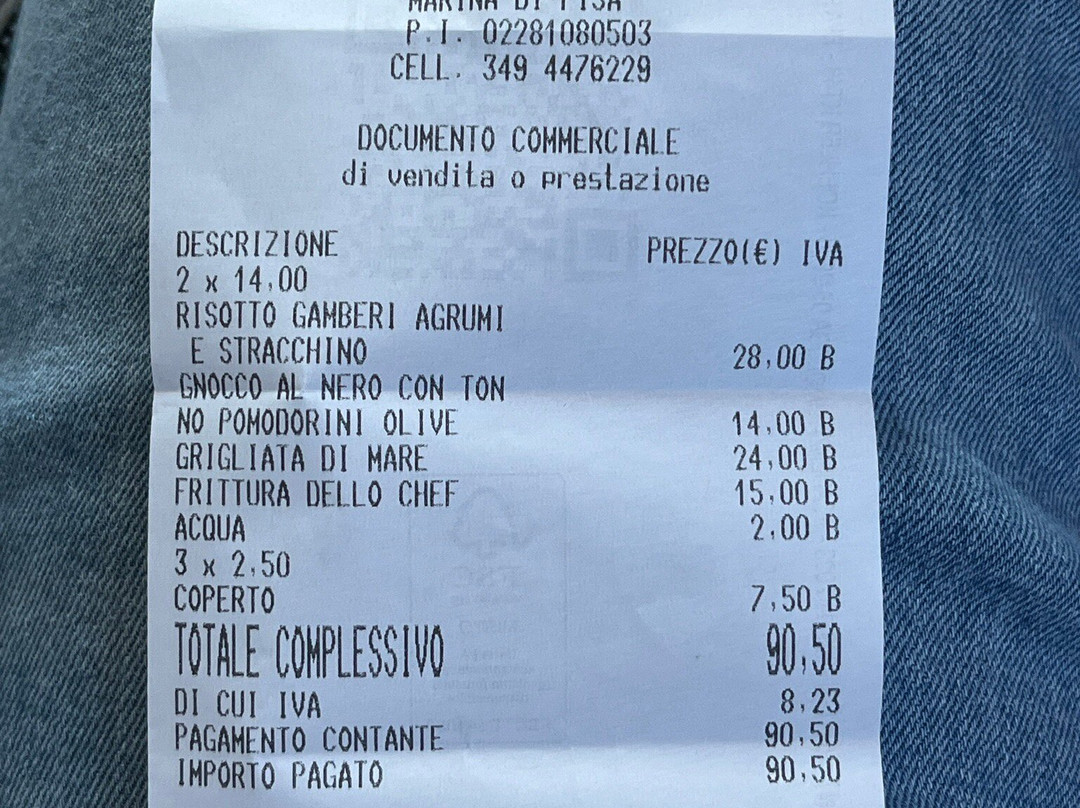 MARINA DI PISA
P.I. 02281080503
CELL. 349 4476229
DOCUMENTO COMMERCIALE
di vendita o prestazione
DESCRIZIONE PREZZO(€) IVA
2 x 14,00
RISOTTO GAMBERI AGRUMI
E STRACCHINO 28,00 B
GNOCCO AL NERO CON TON
NO POMODORINI OLIVE 14,00 B
GRIGLIATA DI MARE 24,00 B
FRITTURA DELLO CHEF 15,00 B
ACQUA 2,00 B
3 x 2,50
COPERTO 7,50 B
TOTALE COMPLESSIVO 90,50
DI CUI IVA 8,23
PAGAMENTO CONTANTE 90,50
IMPORTO PAGATO 90,50